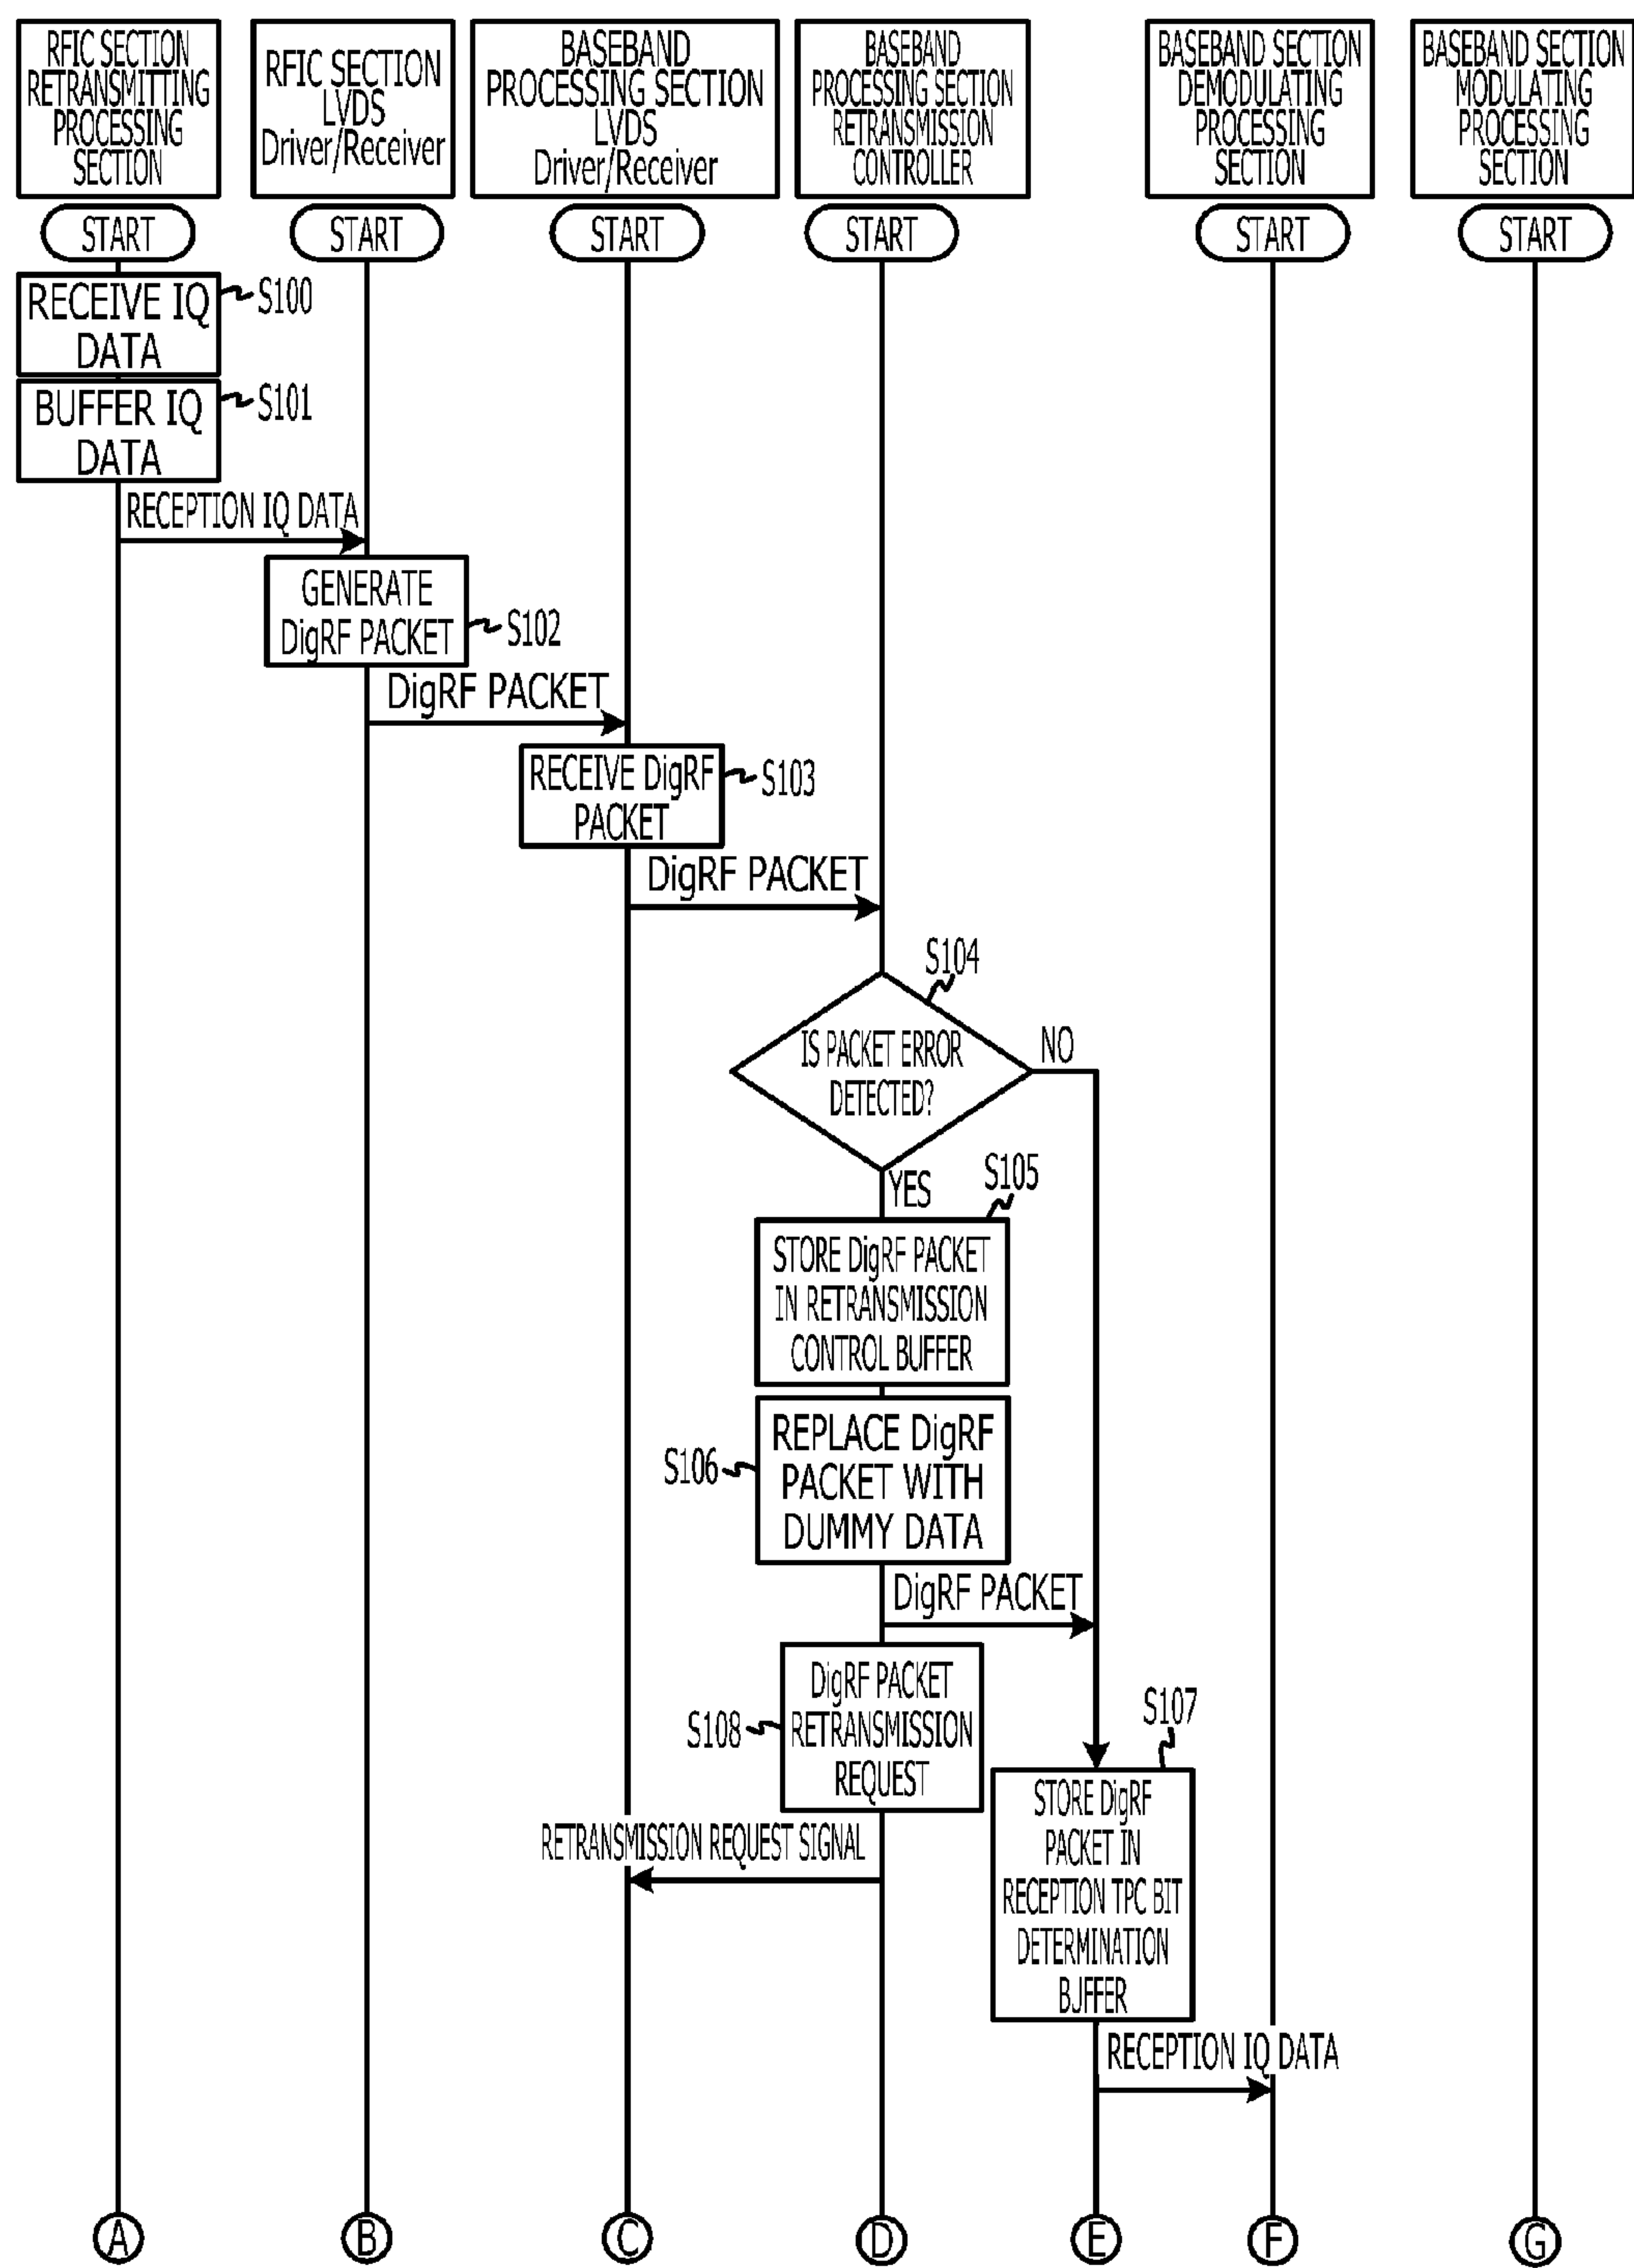 RFIC SECTION
RETRANSMITTING
PROCESSING
SECTION
RFIC SECTION
LVDS
Driver/Receiver
BASEBAND
PROCESSING SECTION
LVDS
Driver/Receiver
BASEBAND
PROCESSING SECTION
RETRANSMISSION
CONTROLLER
BASEBAND SECTION
DEMODULATING
PROCESSING
SECTION
BASEBAND SECTION
MODULATING
PROCESSING
SECTION
START
START
START
START
START
START
RECEIVE IQ
DATA
S100
BUFFER IQ
DATA
S101
RECEPTION IQ DATA
GENERATE
DigRF PACKET
S102
DigRF PACKET
RECEIVE DigRF
PACKET
S103
DigRF PACKET
S104
IS PACKET ERROR
DETECTED?
NO
YES
S105
STORE DigRF PACKET
IN RETRANSMISSION
CONTROL BUFFER
S106
REPLACE DigRF
PACKET WITH
DUMMY DATA
DigRF PACKET
S108
DigRF PACKET
RETRANSMISSION
REQUEST
S107
STORE DigRF
PACKET IN
RECEPTION TPC BIT
DETERMINATION
BJFFER
RETRANSMISSION REQUEST SIGNAL
RECEPTION IQ DATA
A
B
C
D
E
F
G